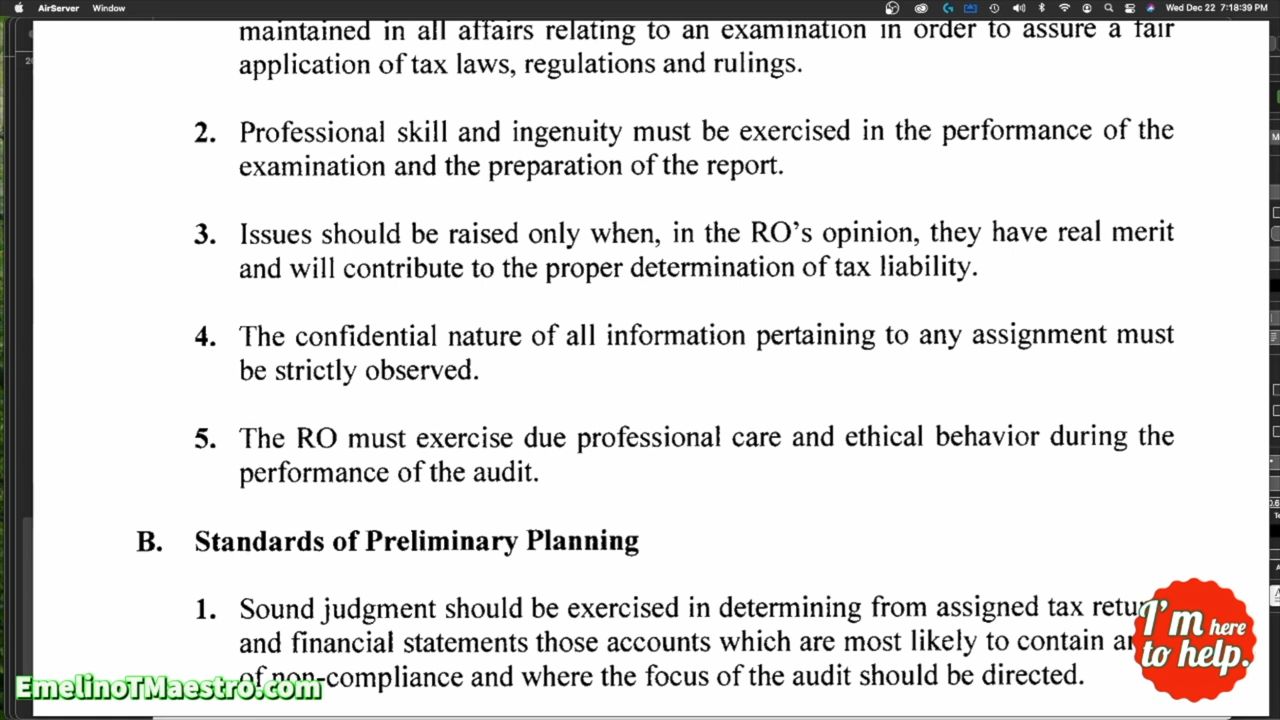 AirServer Window Wed Dec 22 7:18:39 PM
maintained in all affairs relating to an examination in order to assure a fair
application of tax laws, regulations and rulings.
2. Professional skill and ingenuity must be exercised in the performance of the
examination and the preparation of the report.
3. Issues should be raised only when, in the RO's opinion, they have real merit
and will contribute to the proper determination of tax liability.
4. The confidential nature of all information pertaining to any assignment must
be strictly observed.
5. The RO must exercise due professional care and ethical behavior during the
performance of the audit.
B. Standards of Preliminary Planning
1. Sound judgment should be exercised in determining from assigned tax
and financial statements those accounts which are most likely to contain
of non-compliance and where the focus of the audit should be directed.
I'm here
to help.
EmelinoTMaestro.com